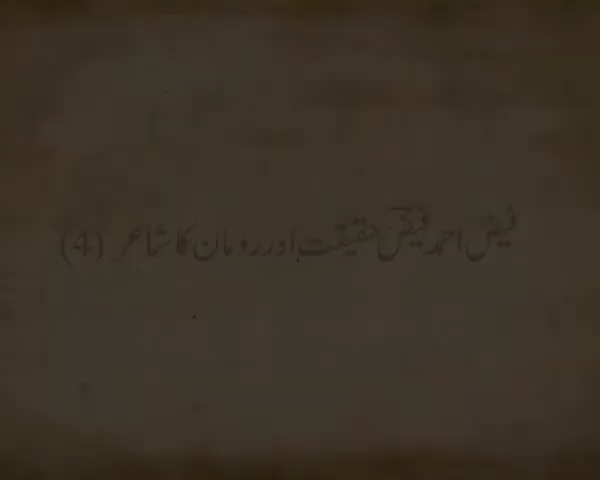 فیض احمد فیضؔ حقیقت اور رومان کا شاعر (4)